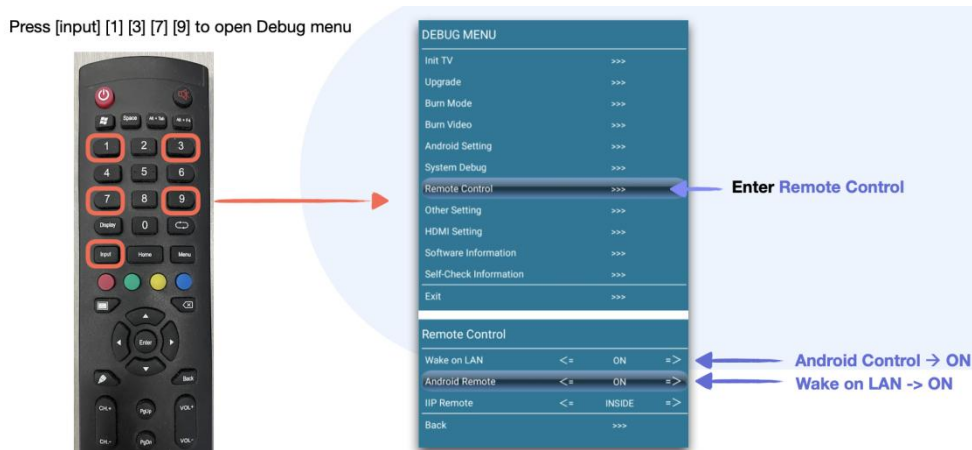 Press [input] [1] [3] [7] [9] to open Debug menu
Space
Alt + Tab
Alt + F4
1
2
3
4
5
6
7
8
9
Display
0
Input
Home
Menu
Enter
Back
CH.+
PgUp
VOL+
CH.-
PgDn
VOL-
DEBUG MENU
Init TV >>>
Upgrade >>>
Burn Mode >>>
Burn Video >>>
Android Setting >>>
System Debug >>>
Remote Control >>>
Other Setting >>>
HDMI Setting >>>
Software Information >>>
Self-Check Information >>>
Exit >>>
Enter Remote Control
Remote Control
Wake on LAN <= ON =>
Android Remote <= ON =>
IIP Remote <= INSIDE =>
Back >>>
Android Control → ON
Wake on LAN -> ON